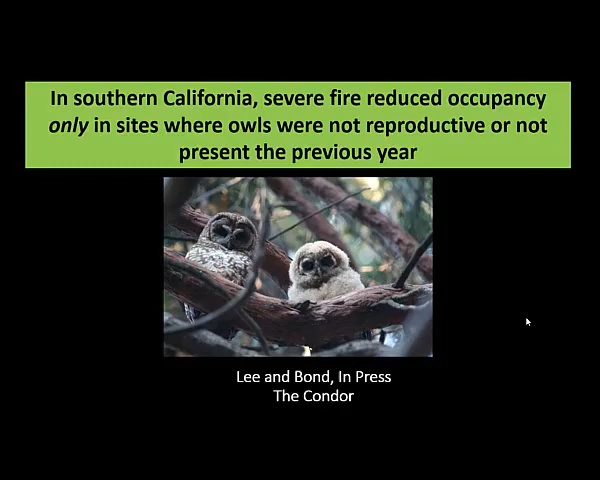 In southern California, severe fire reduced occupancy
only in sites where owls were not reproductive or not
present the previous year
Lee and Bond, In Press
The Condor